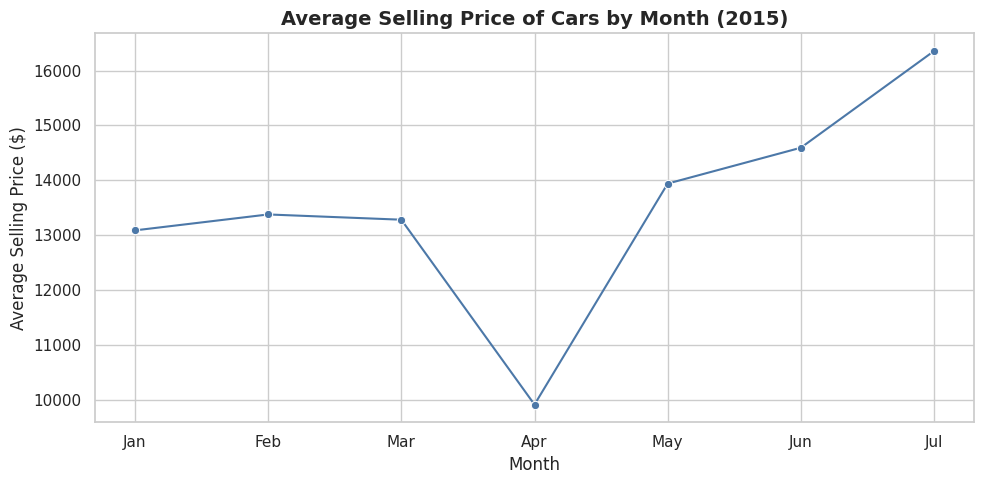 Average Selling Price of Cars by Month (2015)
Average Selling Price ($)
16000
15000
14000
13000
12000
11000
10000
Jan Feb Mar Apr May Jun Jul
Month